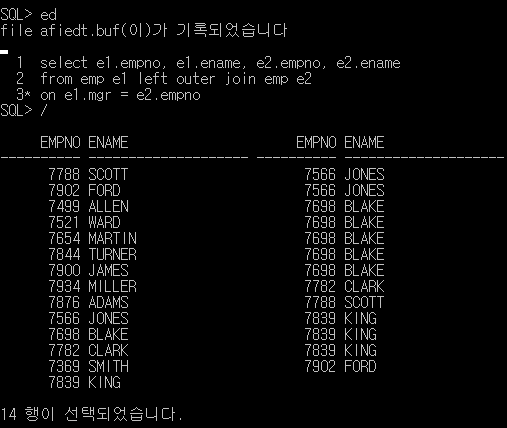 SQL> ed
file afiedt.buf(이)가 기록되었습니다
1 select e1.empno, e1.ename, e2.empno, e2.ename
2 from emp e1 left outer join emp e2
3* on e1.mgr = e2.empno
SQL> /
EMPNO ENAME EMPNO ENAME
---------- -------------------- ---------- --------------------
7788 SCOTT 7566 JONES
7902 FORD 7566 JONES
7499 ALLEN 7698 BLAKE
7521 WARD 7698 BLAKE
7654 MARTIN 7698 BLAKE
7844 TURNER 7698 BLAKE
7900 JAMES 7698 BLAKE
7934 MILLER 7782 CLARK
7876 ADAMS 7788 SCOTT
7566 JONES 7839 KING
7698 BLAKE 7839 KING
7782 CLARK 7839 KING
7369 SMITH 7902 FORD
7839 KING
14 행이 선택되었습니다.